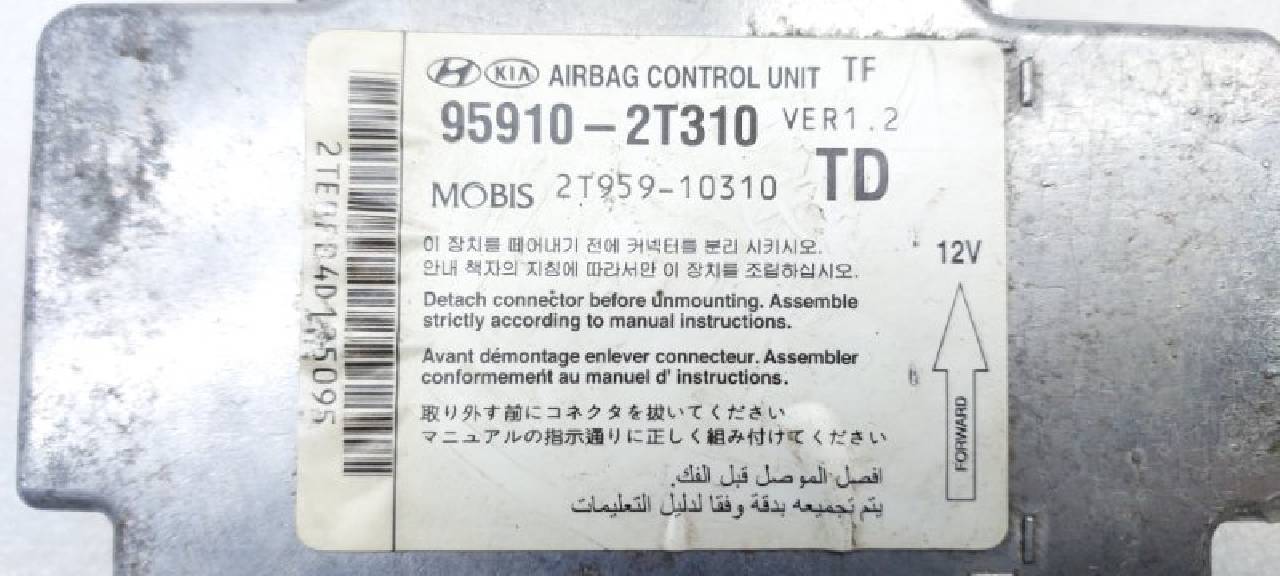 HYUNDAI KIA AIRBAG CONTROL UNIT TF
95910-2T310 VER1.2
MOBIS 2T959-10310 TD
이 장치를 떼어내기 전에 커넥터를 분리 시키시오.
안내 책자의 지침에 따라서만 이 장치를 조립하십시오.
12V
Detach connector before unmounting. Assemble
strictly according to manual instructions.
Avant démontage enlever connecteur. Assembler
conformement au manuel d' instructions.
取り外す前にコネクタを抜いてください
マニュアルの指示通りに正しく組み付けてください
افصل الموصل قبل الفك.
يتم تجميعه بدقة وفقا لدليل التعليمات
FORWARD